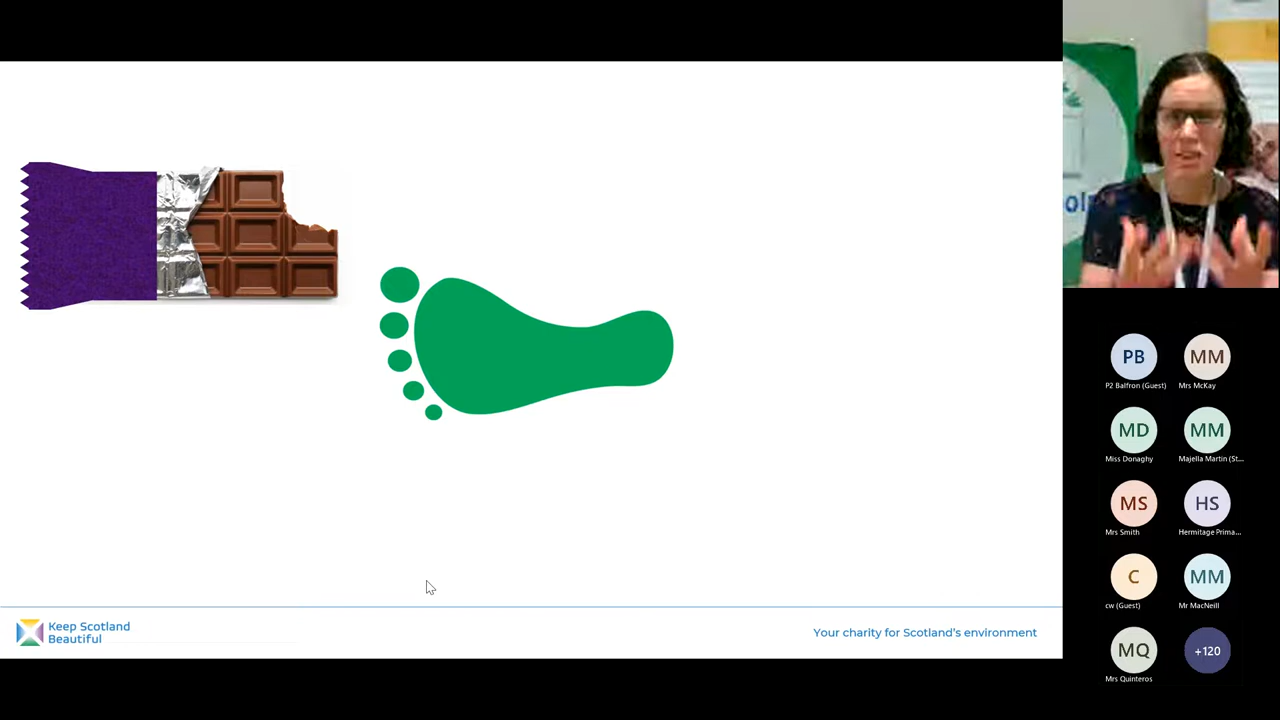 ol
PB
MM
P2 Balfron (Guest)
Mrs McKay
MD
MM
Miss Donaghy
Majella Martin (St...
MS
HS
Mrs Smith
Hermitage Prima...
C
MM
cw (Guest)
Mr MacNeill
MQ
+120
Mrs Quinteros
Keep Scotland
Beautiful
Your charity for Scotland's environment